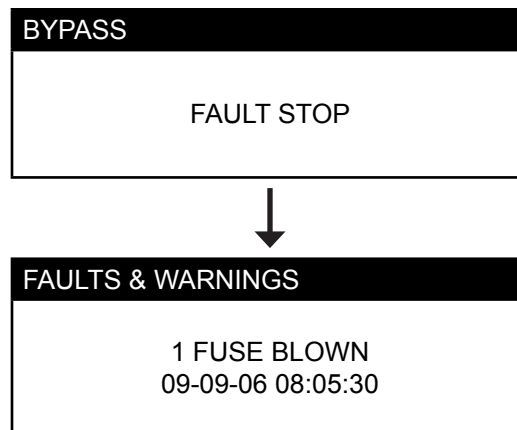 BYPASS
FAULT STOP
FAULTS & WARNINGS
1 FUSE BLOWN
09-09-06 08:05:30